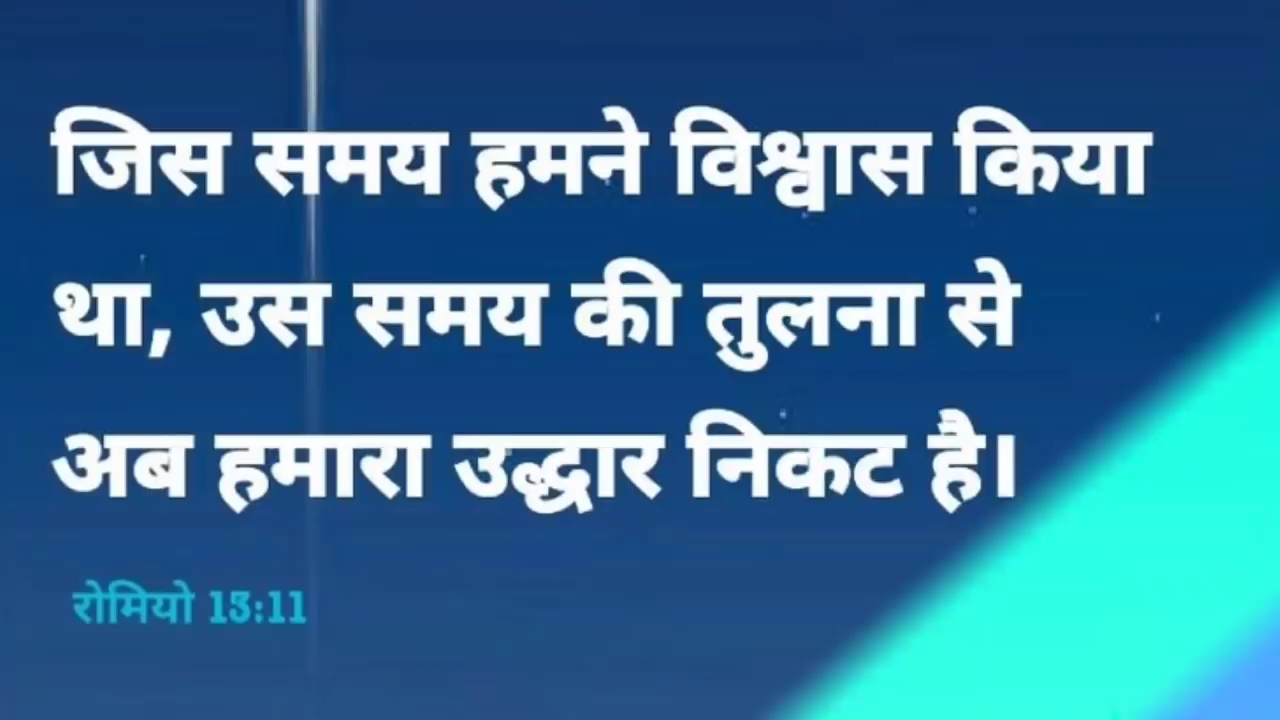 जिस समय हमने विश्वास किया
था, उस समय की तुलना से
अब हमारा उद्धार निकट है।
रोमियो 13:11